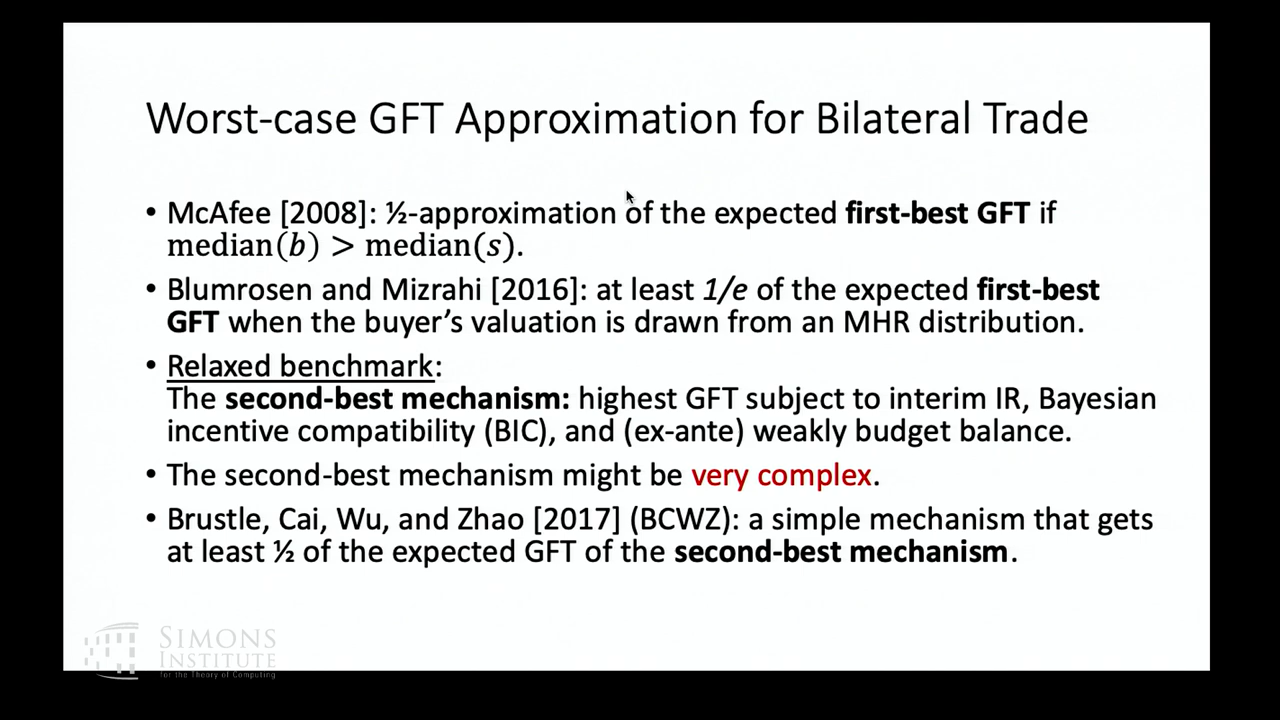 Worst-case GFT Approximation for Bilateral Trade
• McAfee [2008]: ½-approximation of the expected first-best GFT if
median(b) > median(s).
• Blumrosen and Mizrahi [2016]: at least 1/e of the expected first-best
GFT when the buyer's valuation is drawn from an MHR distribution.
• Relaxed benchmark:
The second-best mechanism: highest GFT subject to interim IR, Bayesian
incentive compatibility (BIC), and (ex-ante) weakly budget balance.
• The second-best mechanism might be very complex.
• Brustle, Cai, Wu, and Zhao [2017] (BCWZ): a simple mechanism that gets
at least ½ of the expected GFT of the second-best mechanism.
SIMONS
INSTITUTE
for the Theory of Computing